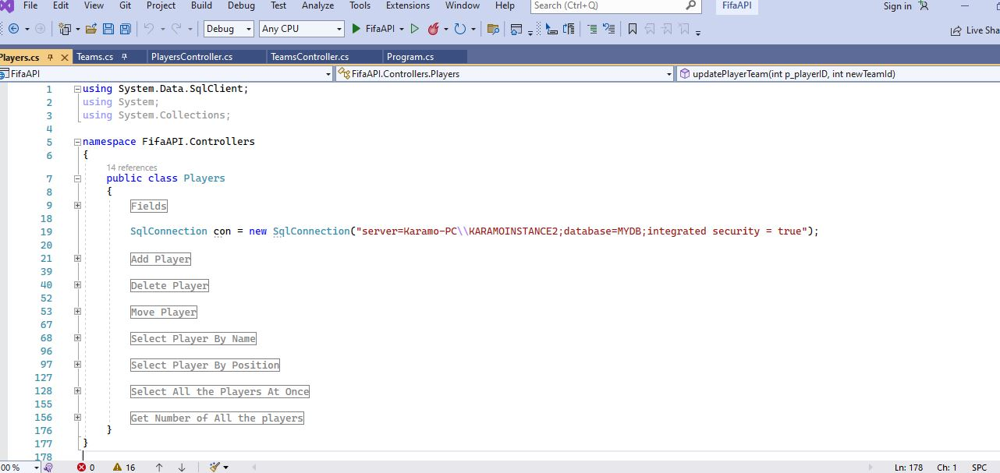 File Edit View Git Project Build Debug Test Analyze Tools Extensions Window Help Search (Ctrl+Q) FifaAPI Sign in
Debug Any CPU FifaAPI Live Sha
Players.cs Teams.cs PlayersController.cs TeamsController.cs Program.cs
FifaAPI FifaAPI.Controllers.Players updatePlayerTeam(int p_playerID, int newTeamId)
1 using System.Data.SqlClient;
2 using System;
3 using System.Collections;
4
5 namespace FifaAPI.Controllers
6 {
14 references
7 public class Players
8 {
9 Fields
18
19 SqlConnection con = new SqlConnection("server=Karamo-PC\\KARAMOINSTANCE2;database=MYDB;integrated security = true");
20
21 Add Player
39
40 Delete Player
52
53 Move Player
67
68 Select Player By Name
96
97 Select Player By Position
127
128 Select All the Players At Once
155
156 Get Number of All the players
176 }
177 }
178
00 % 0 16 Ln: 178 Ch: 1 SPC